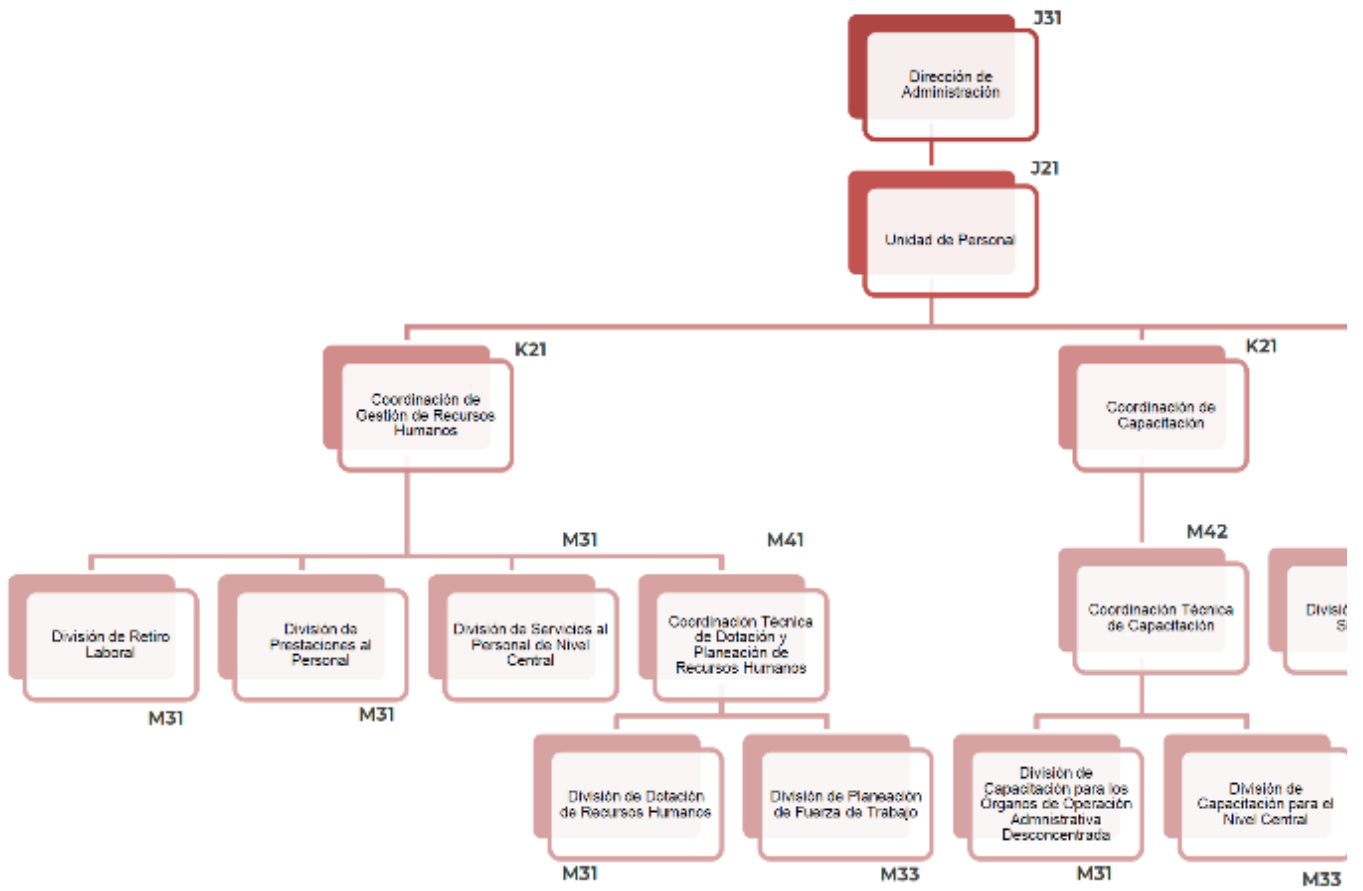 J31
Dirección de
Administración
J21
Unidad de Personal
K21
Coordinación de
Gestión de Recursos
Humanos
K21
Coordinación de
Capacitación
M31
M41
M42
División de Retiro
Laboral
M31
División de
Prestaciones al
Personal
M31
División de Servicios al
Personal de Nivel
Central
Coordinación Técnica
de Dotación y
Planeación de
Recursos Humanos
Coordinación Técnica
de Capacitación
División de Dotación
de Recursos Humanos
M31
División de Planeación
de Fuerza de Trabajo
M33
División de
Capacitación para los
Órganos de Operación
Admnistrativa
Desconcentrada
M31
División de
Capacitación para el
Nivel Central
M33